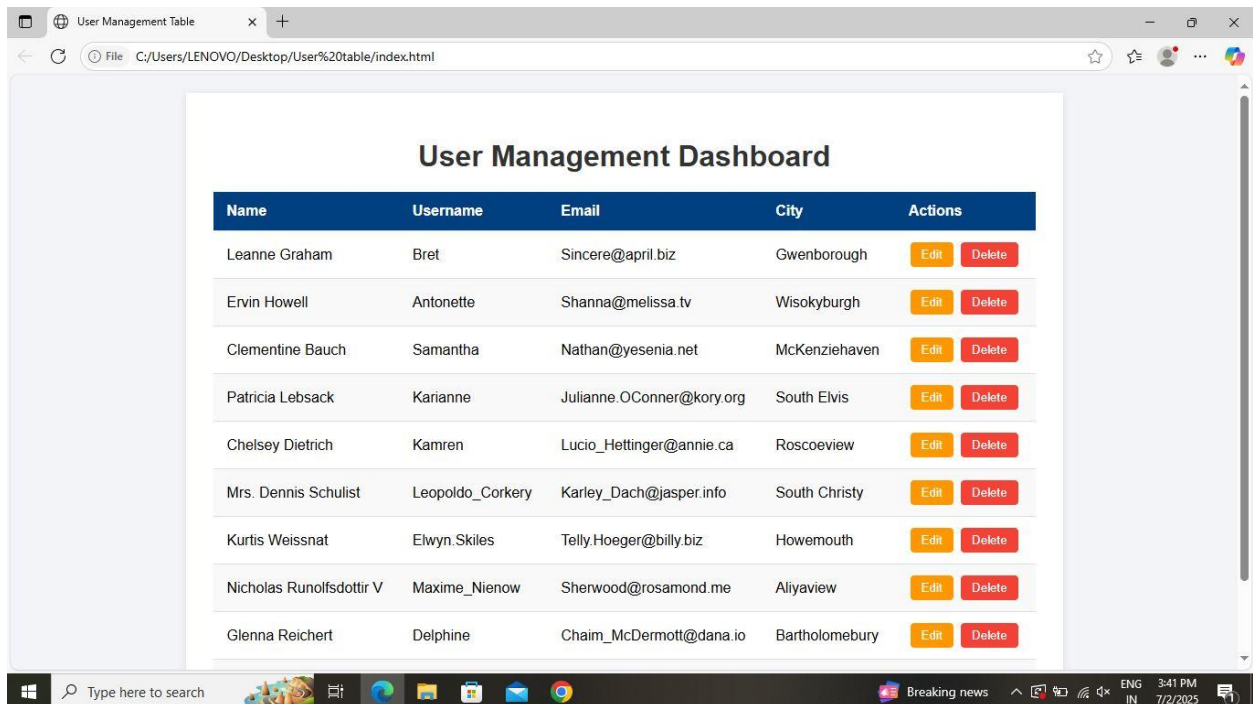 User Management Table
File C:/Users/LENOVO/Desktop/User%20table/index.html
User Management Dashboard
Name Username Email City Actions
Leanne Graham Bret Sincere@april.biz Gwenborough Edit Delete
Ervin Howell Antonette Shanna@melissa.tv Wisokyburgh Edit Delete
Clementine Bauch Samantha Nathan@yesenia.net McKenziehaven Edit Delete
Patricia Lebsack Karianne Julianne.OConner@kory.org South Elvis Edit Delete
Chelsey Dietrich Kamren Lucio_Hettinger@annie.ca Roscoeview Edit Delete
Mrs. Dennis Schulist Leopoldo_Corkery Karley_Dach@jasper.info South Christy Edit Delete
Kurtis Weissnat Elwyn.Skiles Telly.Hoeger@billy.biz Howemouth Edit Delete
Nicholas Runolfsdottir V Maxime_Nienow Sherwood@rosamond.me Aliyaview Edit Delete
Glenna Reichert Delphine Chaim_McDermott@dana.io Bartholomebury Edit Delete
Type here to search Breaking news ENG 3:41 PM
IN 7/2/2025